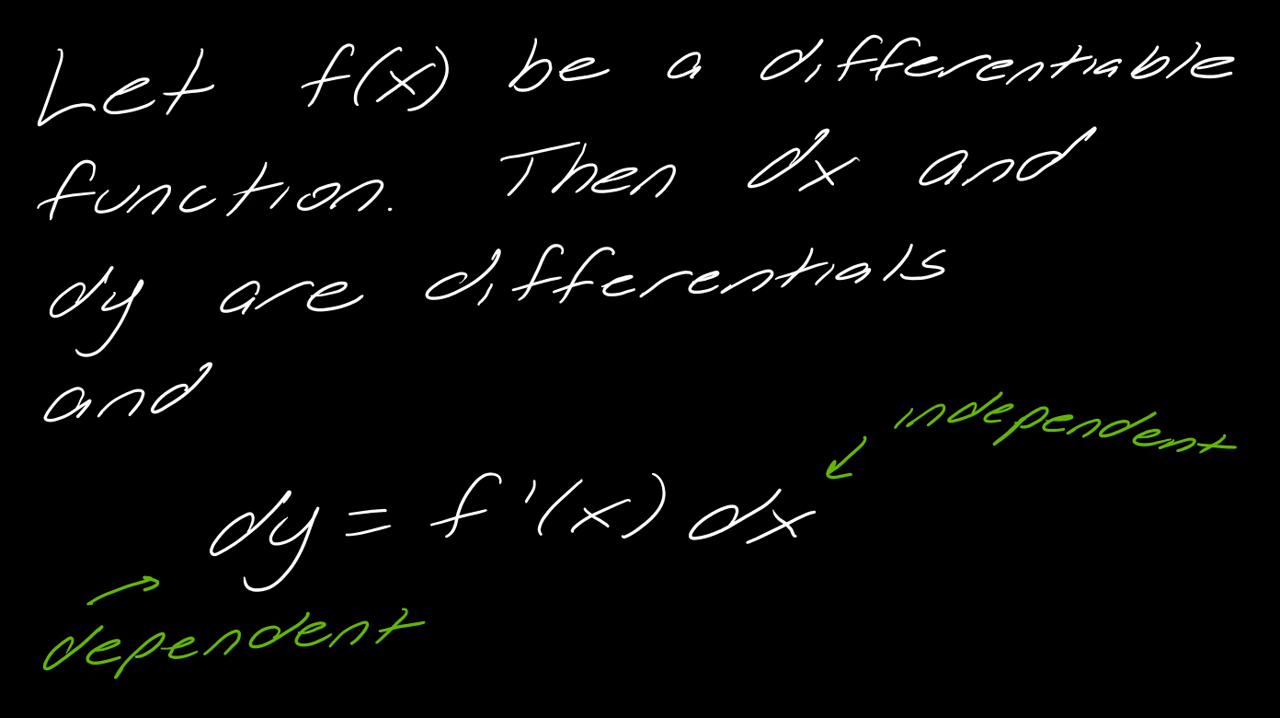 Let f(x) be a differentiable
function. Then dx and
dy are differentials
and
independent
dy = f'(x) dx
dependent